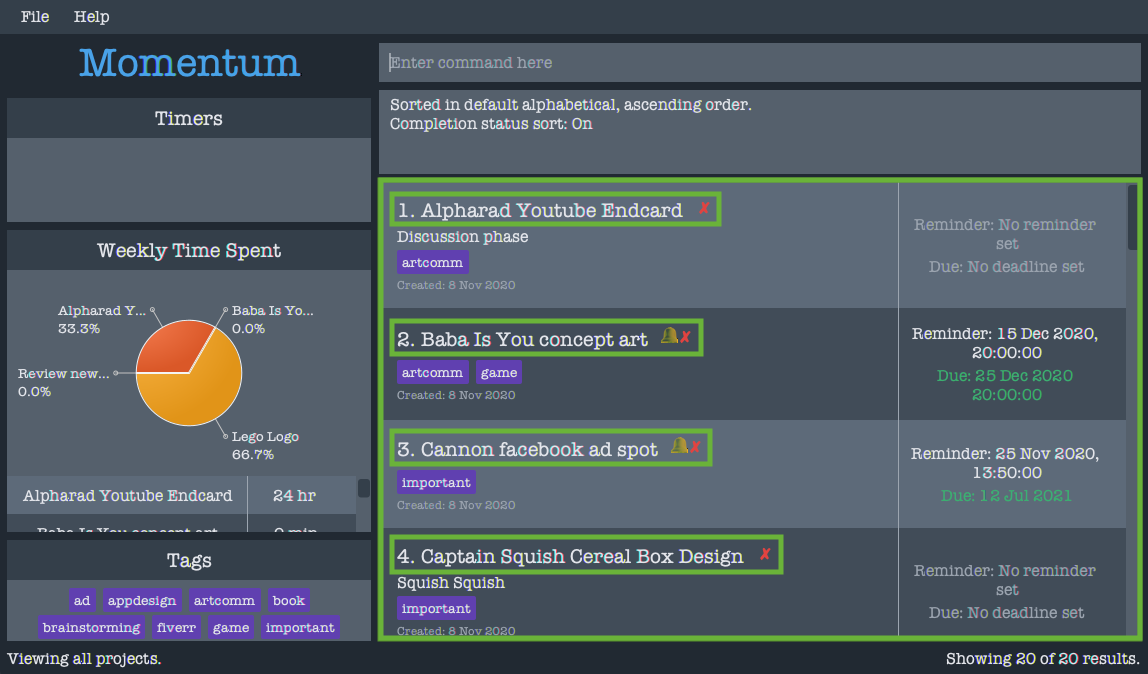 File Help
Momentum
Enter command here
Sorted in default alphabetical, ascending order.
Completion status sort: On
Timers
Weekly Time Spent
Alpharad Y...
33.3%
Baba Is Yo...
0.0%
Review new...
0.0%
Lego Logo
66.7%
Alpharad Youtube Endcard 24 hr
Baba Is You concept art 0 min
Tags
ad appdesign artcomm book
brainstorming fiverr game important
1. Alpharad Youtube Endcard ✗
Discussion phase
artcomm
Created: 8 Nov 2020
Reminder: No reminder
set
Due: No deadline set
2. Baba Is You concept art 🔔✗
artcomm game
Created: 8 Nov 2020
Reminder: 15 Dec 2020,
20:00:00
Due: 25 Dec 2020
20:00:00
3. Cannon facebook ad spot 🔔✗
important
Created: 8 Nov 2020
Reminder: 25 Nov 2020,
13:50:00
Due: 12 Jul 2021
4. Captain Squish Cereal Box Design ✗
Squish Squish
important
Created: 8 Nov 2020
Reminder: No reminder
set
Due: No deadline set
Viewing all projects.
Showing 20 of 20 results.